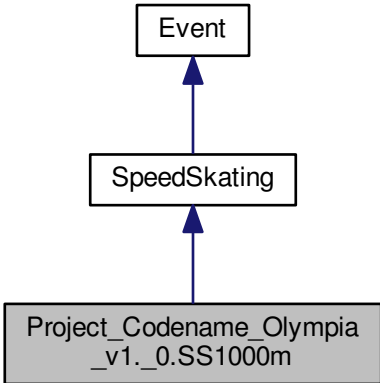 Event
SpeedSkating
Project_Codename_Olympia
_v1._0.SS1000m